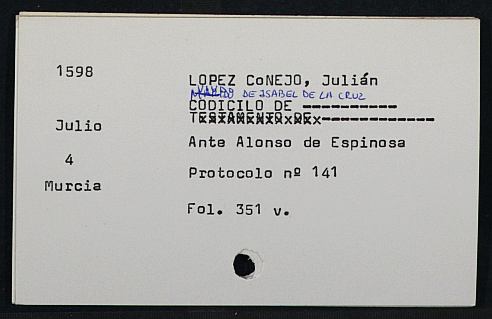 1598
LOPEZ CoNEJO, Julián
MARIDO DE ISABEL DE LA CRUZ
CODICILO DE -----------
TESTAMENTO DE-------------
Julio
Ante Alonso de Espinosa
4
Protocolo nº 141
Murcia
Fol. 351 v.